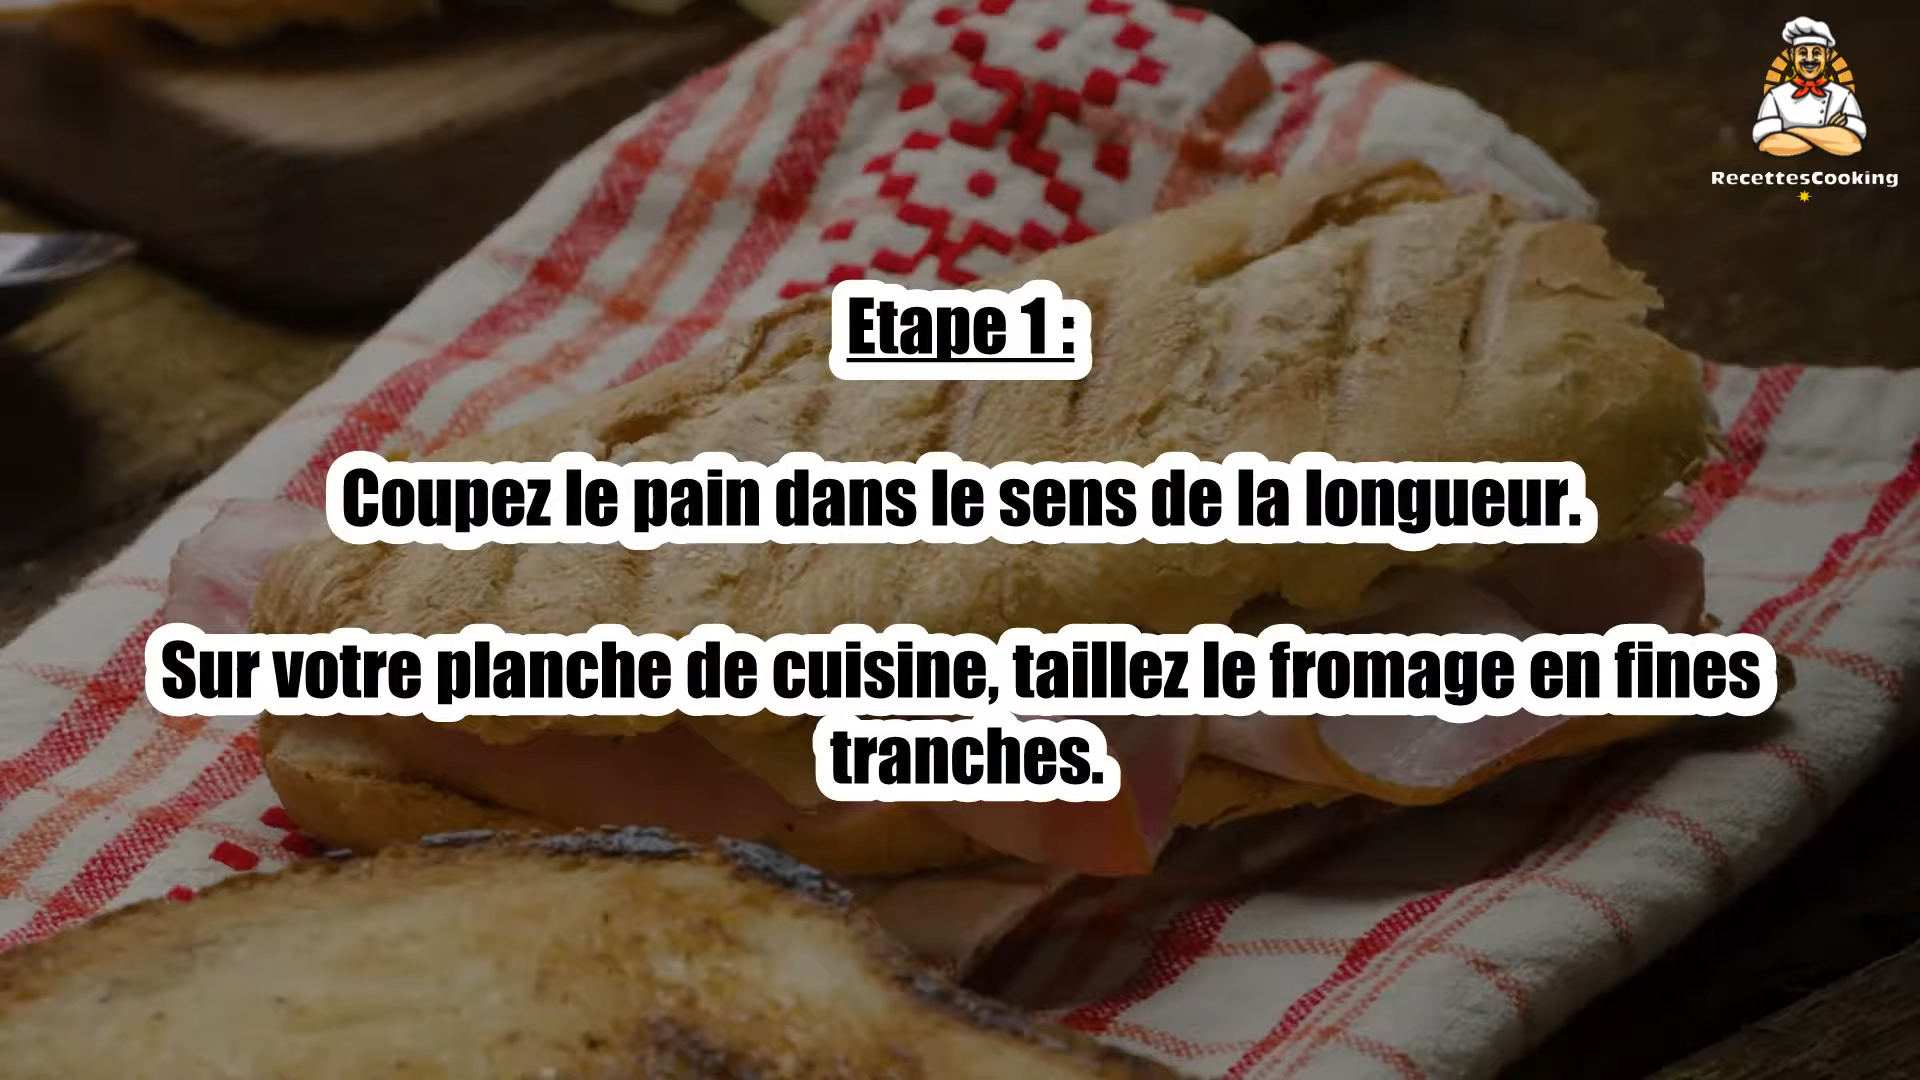 RecettesCooking
Etape 1 :
Coupez le pain dans le sens de la longueur.
Sur votre planche de cuisine, taillez le fromage en fines
tranches.